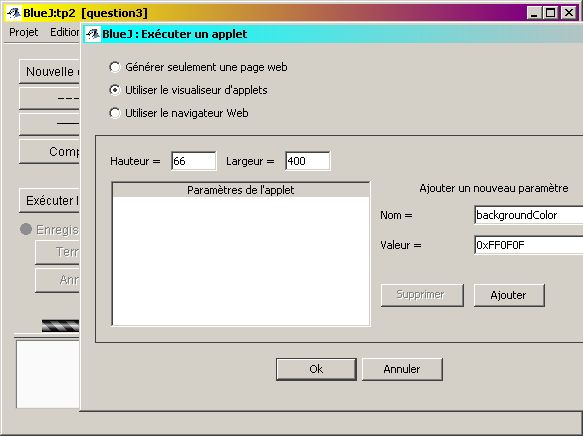 BlueJ:tp2 [question3]
Projet Edition
BlueJ : Exécuter un applet
Nouvelle
Comp
Exécuter
Enregis
Term
Ann
Générer seulement une page web
Utiliser le visualiseur d'applets
Utiliser le navigateur Web
Hauteur = 66 Largeur = 400
Paramètres de l'applet
Ajouter un nouveau paramètre
Nom = backgroundColor
Valeur = 0xFF0F0F
Supprimer Ajouter
Ok Annuler